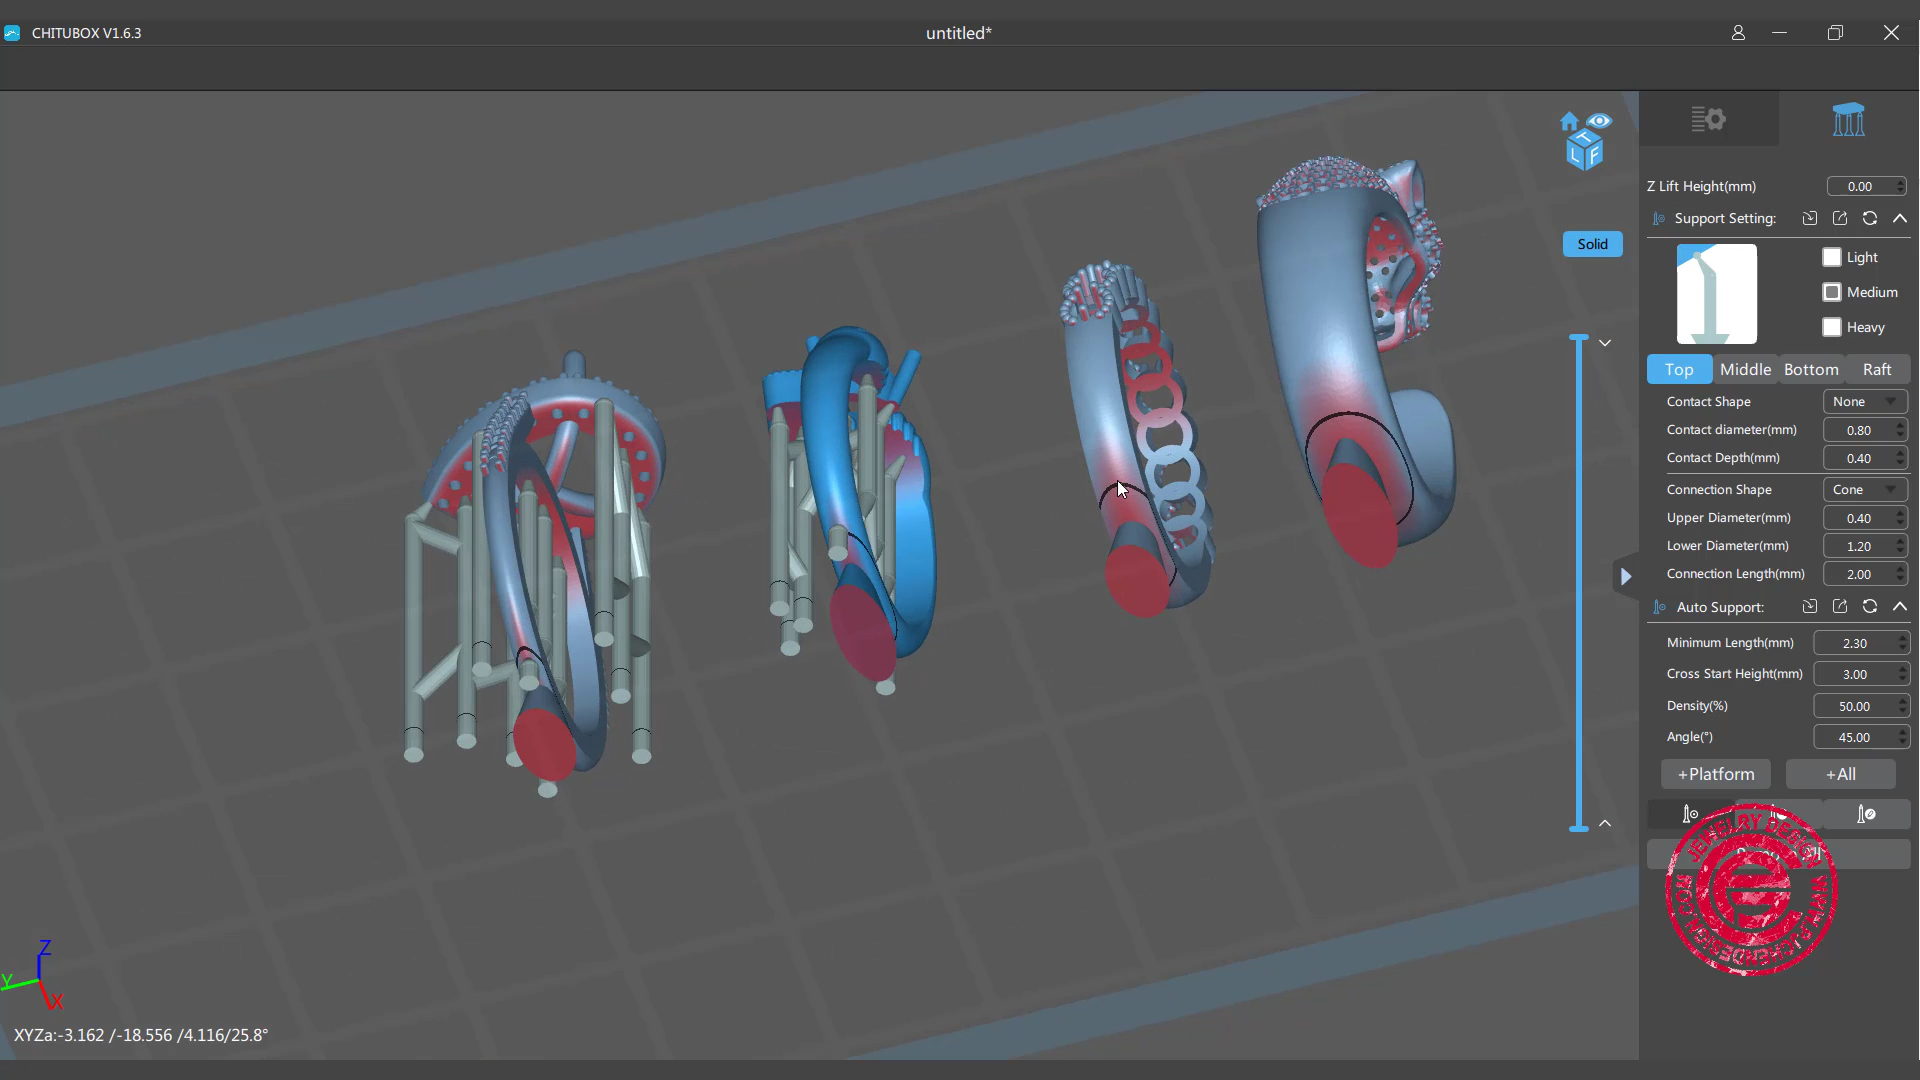 CHITUBOX V1.6.3
untitled*
T
L F
Solid
Z Lift Height(mm) 0.00
Support Setting:
Light
Medium
Heavy
Top Middle Bottom Raft
Contact Shape None
Contact diameter(mm) 0.80
Contact Depth(mm) 0.40
Connection Shape Cone
Upper Diameter(mm) 0.40
Lower Diameter(mm) 1.20
Connection Length(mm) 2.00
Auto Support:
Minimum Length(mm) 2.30
Cross Start Height(mm) 3.00
Density(%) 50.00
Angle(°) 45.00
+Platform +All
JEWELRY DESIGN
Z
Y
X
XYZa:-3.162 /-18.556 /4.116/25.8°